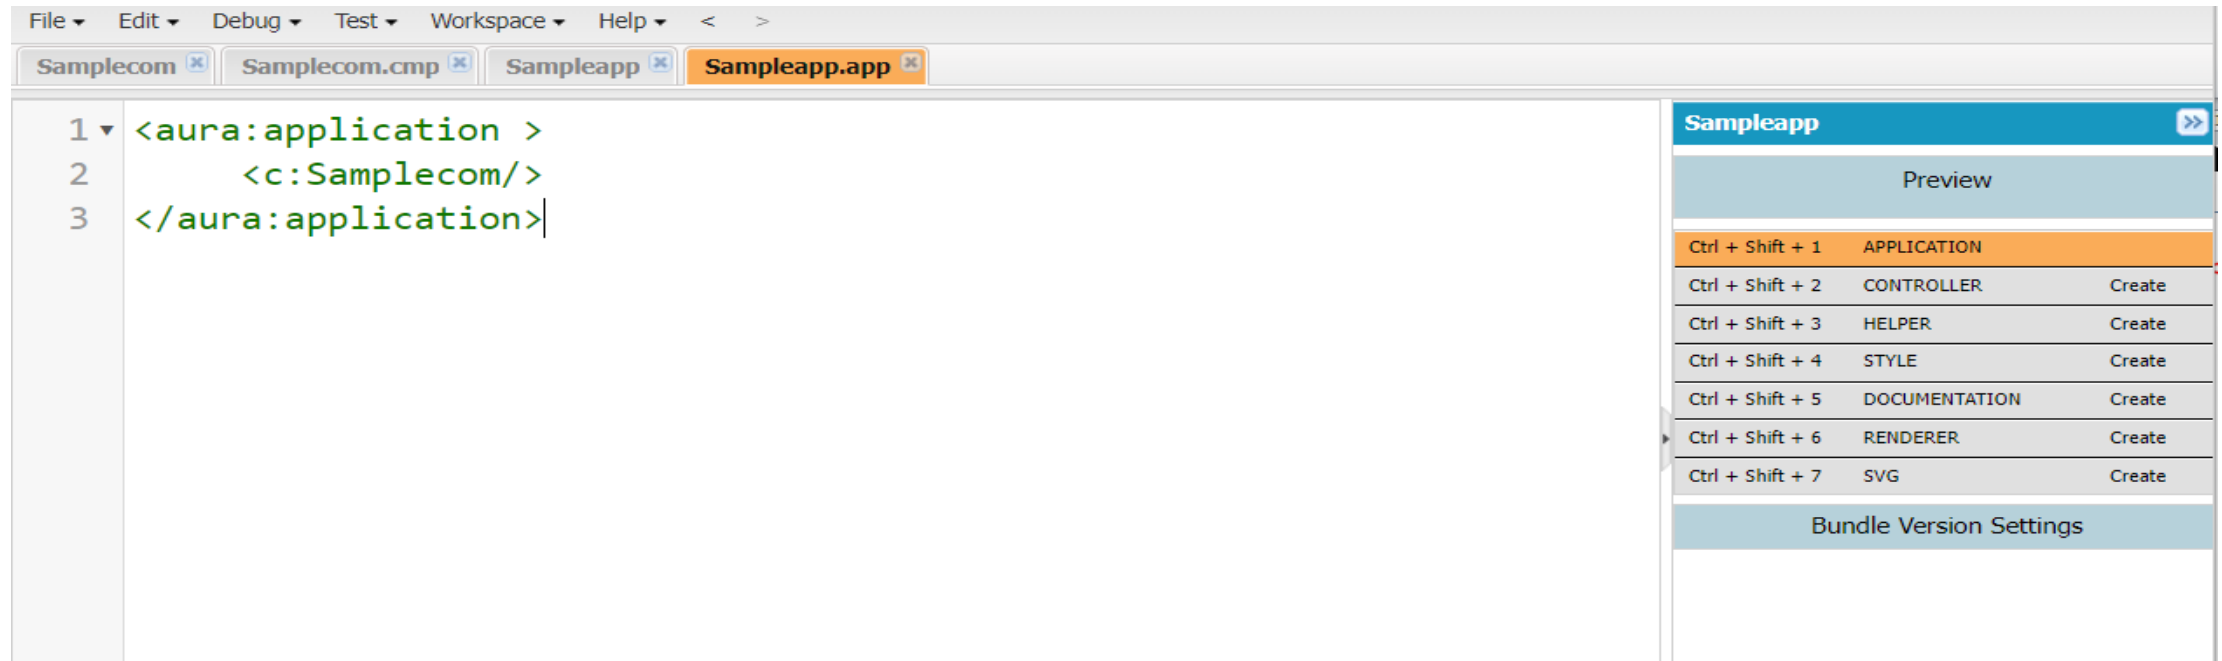 File Edit Debug Test Workspace Help < >
Samplecom Samplecom.cmp Sampleapp Sampleapp.app
1 <aura:application >
2 <c:Samplecom/>
3 </aura:application>
Sampleapp
Preview
Ctrl + Shift + 1 APPLICATION
Ctrl + Shift + 2 CONTROLLER Create
Ctrl + Shift + 3 HELPER Create
Ctrl + Shift + 4 STYLE Create
Ctrl + Shift + 5 DOCUMENTATION Create
Ctrl + Shift + 6 RENDERER Create
Ctrl + Shift + 7 SVG Create
Bundle Version Settings